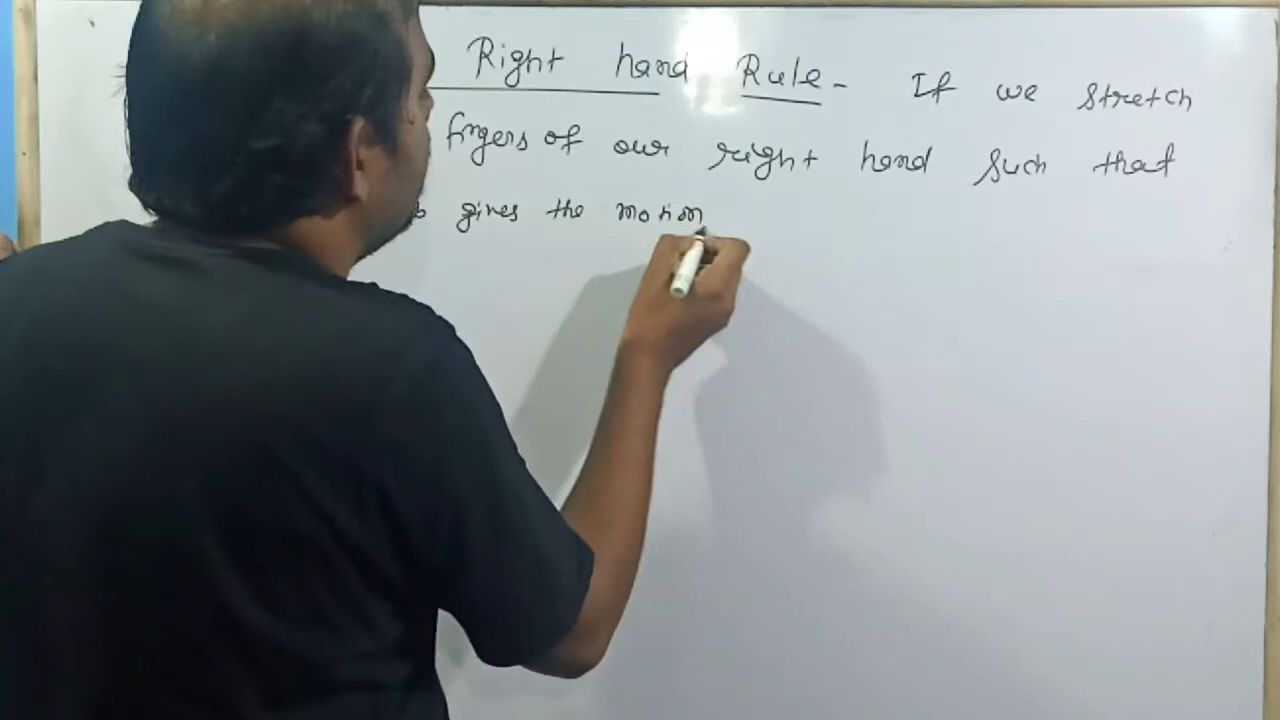 Right hand Rule - If we stretch
fingers of our right hand such that
gives the motion